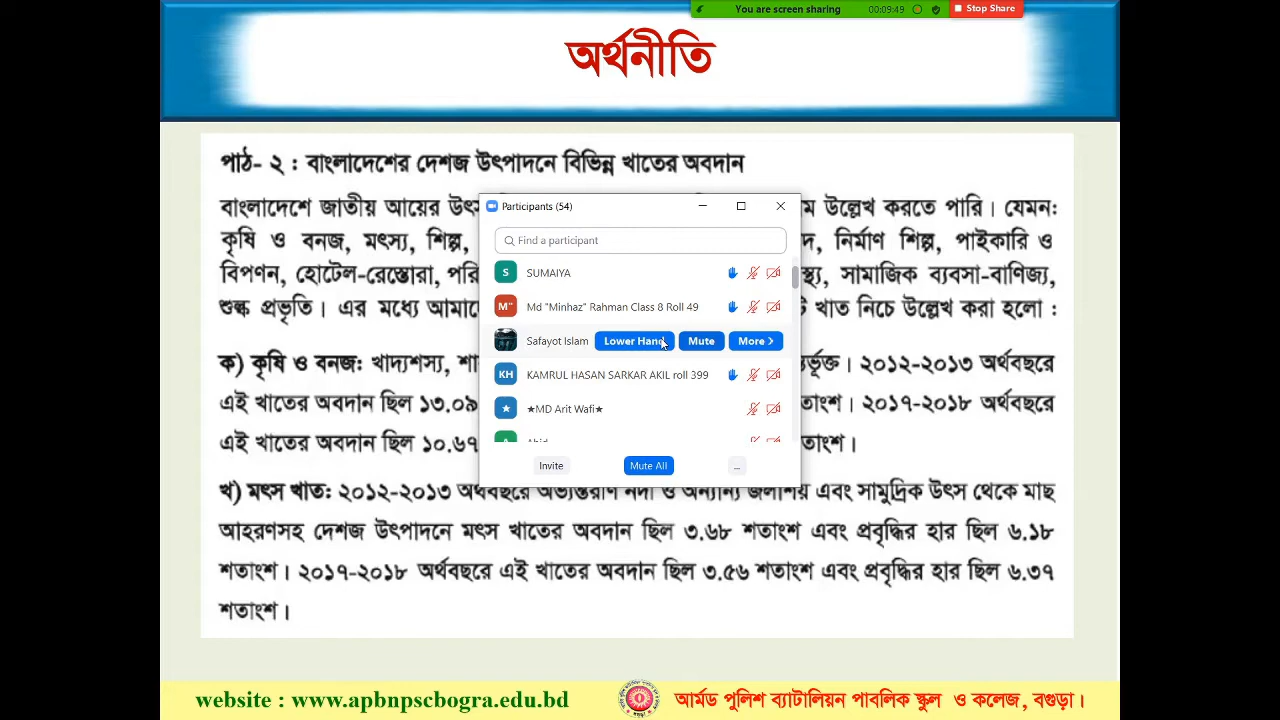 You are screen sharing 00:09:49 Stop Share
অর্থনীতি
পাঠ- ২ : বাংলাদেশের দেশজ উৎপাদনে বিভিন্ন খাতের অবদান
বাংলাদেশে জাতীয় আয়ের উৎস ম উল্লেখ করতে পারি। যেমন:
কৃষি ও বনজ, মৎস্য, শিল্প, দ, নির্মাণ শিল্প, পাইকারি ও
বিপণন, হোটেল-রেস্তোরা, পরি স্থ্য, সামাজিক ব্যবসা-বাণিজ্য,
শুল্ক প্রভৃতি। এর মধ্যে আমাদে ট খাত নিচে উল্লেখ করা হলো :
ক) কৃষি ও বনজ: খাদ্যশস্য, শা র্ভূক্ত। ২০১২-২০১৩ অর্থবছরে
এই খাতের অবদান ছিল ১৩.০৯ তাংশ। ২০১৭-২০১৮ অর্থবছরে
এই খাতের অবদান ছিল ১০.৬৭ তাংশ।
Participants (54)
Find a participant
S SUMAIYA
M" Md "Minhaz" Rahman Class 8 Roll 49
Safayot Islam Lower Hand Mute More
KH KAMRUL HASAN SARKAR AKIL roll 399
★ ★MD Arit Wafi★
Abid
Invite Mute All ...
খ) মৎস খাত: ২০১২-২০১৩ অর্থবছরে অভ্যন্তরীণ নদী ও অন্যান্য জলাশয় এবং সামুদ্রিক উৎস থেকে মাছ
আহরণসহ দেশজ উৎপাদনে মৎস খাতের অবদান ছিল ৩.৬৮ শতাংশ এবং প্রবৃদ্ধির হার ছিল ৬.১৮
শতাংশ। ২০১৭-২০১৮ অর্থবছরে এই খাতের অবদান ছিল ৩.৫৬ শতাংশ এবং প্রবৃদ্ধির হার ছিল ৬.৩৭
শতাংশ।
website : www.apbnpscbogra.edu.bd আর্মড পুলিশ ব্যাটালিয়ন পাবলিক স্কুল ও কলেজ, বগুড়া।